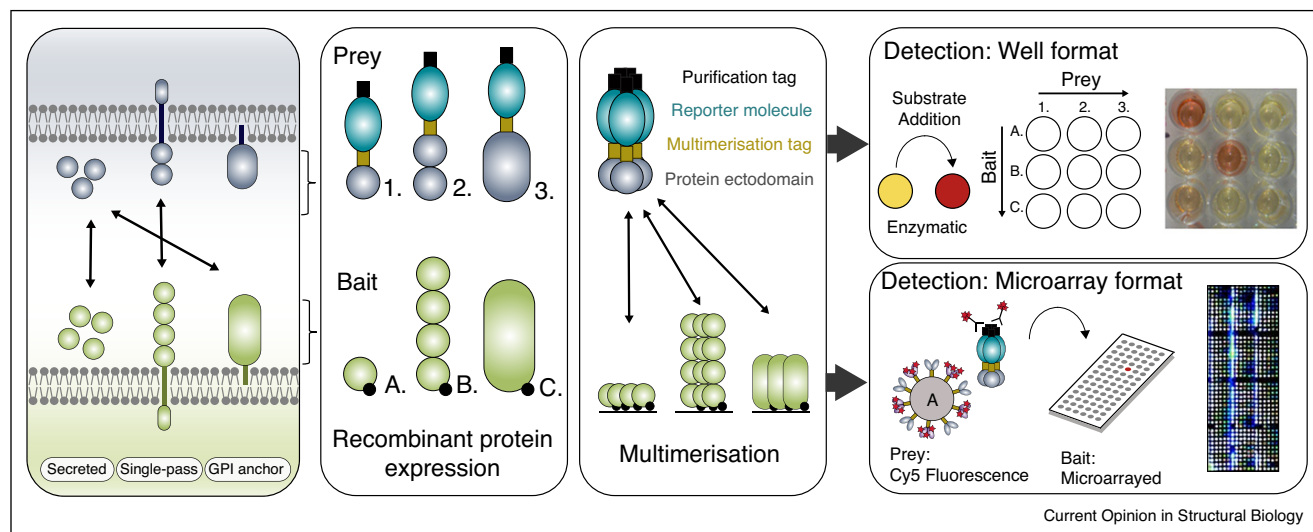 Secreted
Single-pass
GPI anchor
Prey
1.
2.
3.
Bait
A.
B.
C.
Recombinant protein
expression
Purification tag
Reporter molecule
Multimerisation tag
Protein ectodomain
Multimerisation
Detection: Well format
Substrate
Addition
Enzymatic
Prey
1.
2.
3.
Bait
A.
B.
C.
Detection: Microarray format
A
Prey:
Cy5 Fluorescence
Bait:
Microarrayed
Current Opinion in Structural Biology